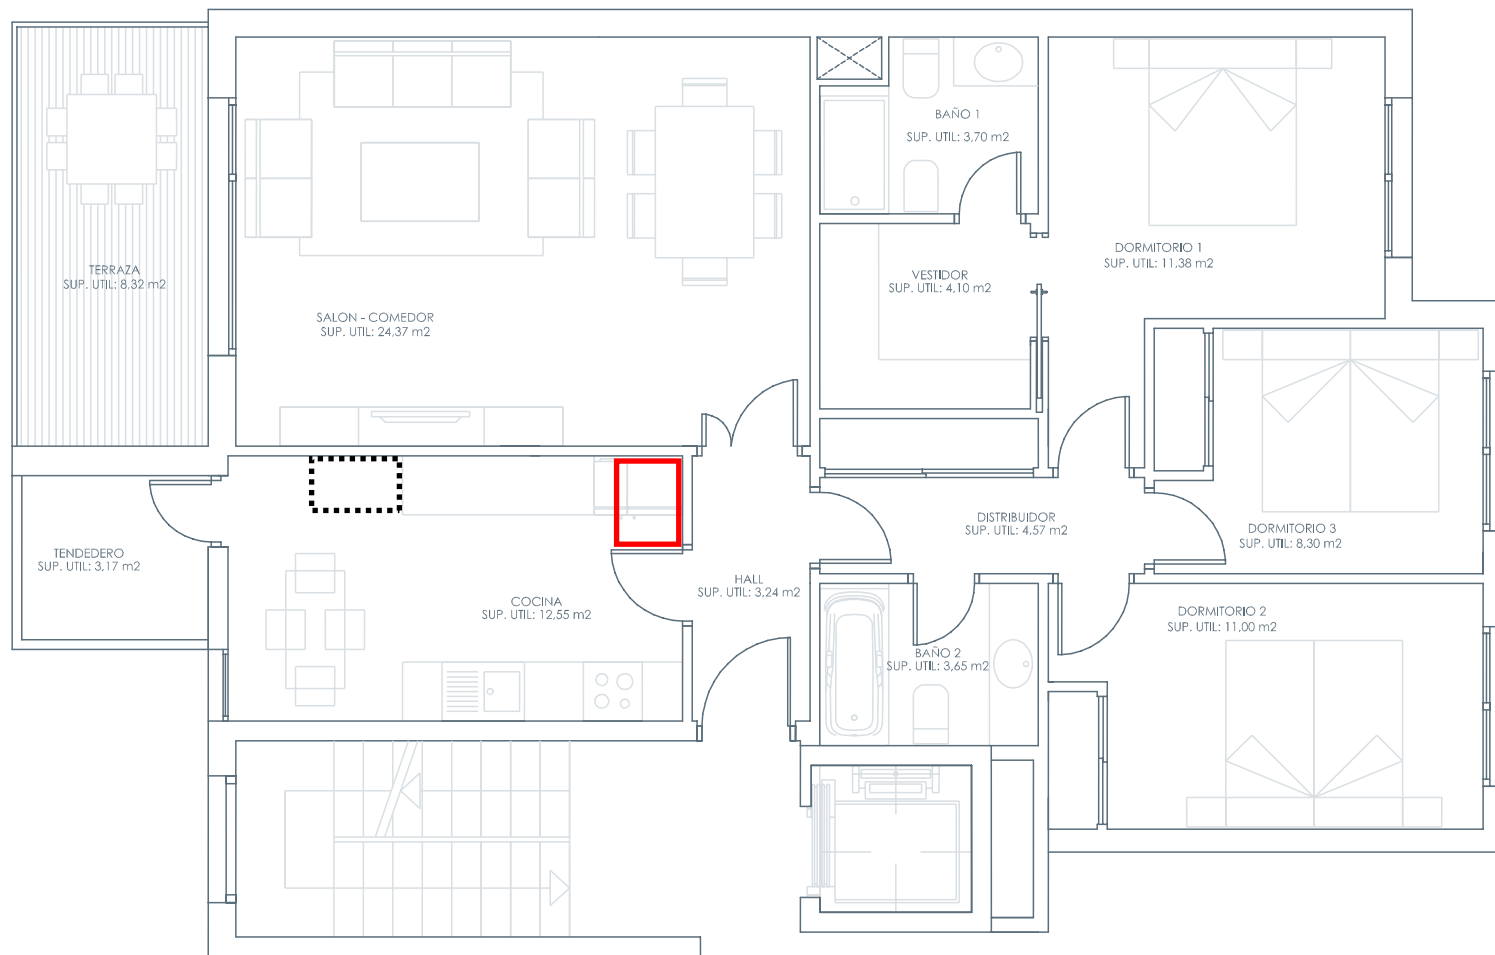 BAÑO 1
SUP. UTIL: 3,70 m2
DORMITORIO 1
SUP. UTIL: 11,38 m2
TERRAZA
SUP. UTIL: 8,32 m2
VESTIDOR
SUP. UTIL: 4,10 m2
SALON - COMEDOR
SUP. UTIL: 24,37 m2
DISTRIBUIDOR
SUP. UTIL: 4,57 m2
DORMITORIO 3
SUP. UTIL: 8,30 m2
TENDEDERO
SUP. UTIL: 3,17 m2
HALL
SUP. UTIL: 3,24 m2
COCINA
SUP. UTIL: 12,55 m2
DORMITORIO 2
SUP. UTIL: 11,00 m2
BAÑO 2
SUP. UTIL: 3,65 m2